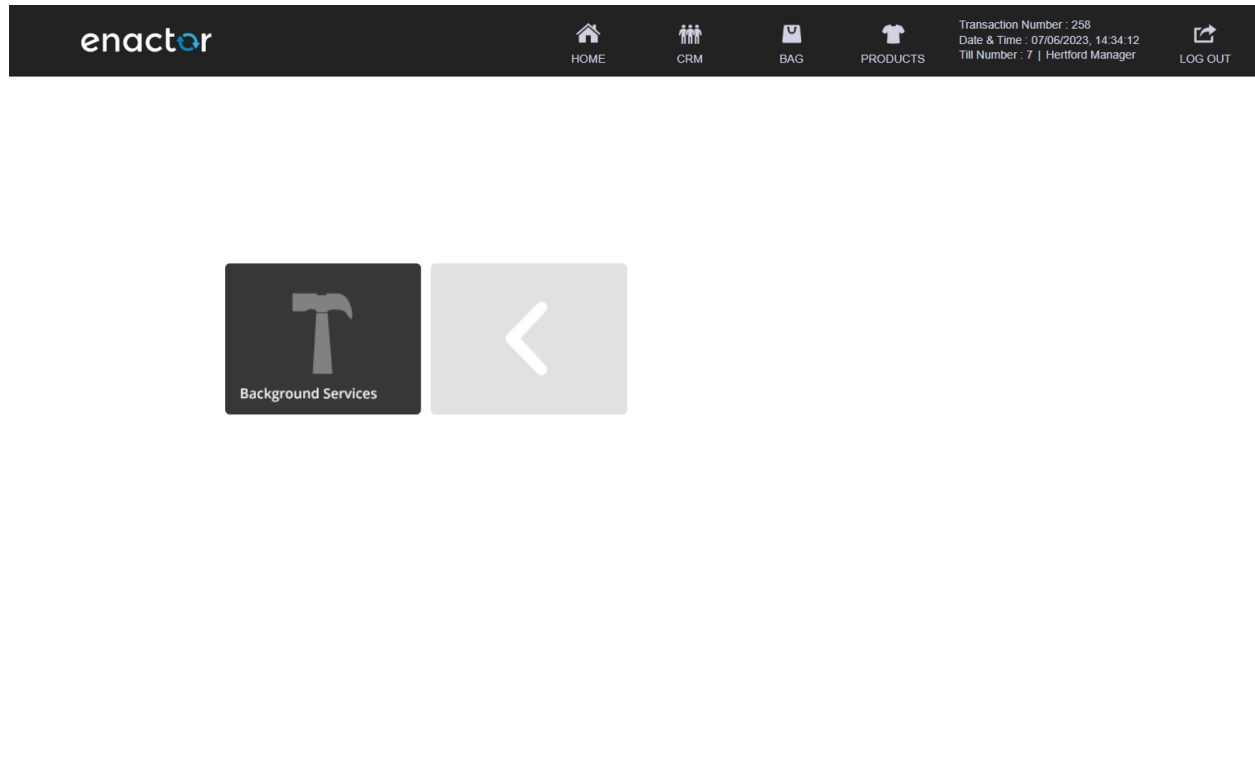 enactor
HOME
CRM
BAG
PRODUCTS
Transaction Number : 258
Date & Time : 07/06/2023, 14:34:12
Till Number : 7 | Hertford Manager
LOG OUT
Background Services